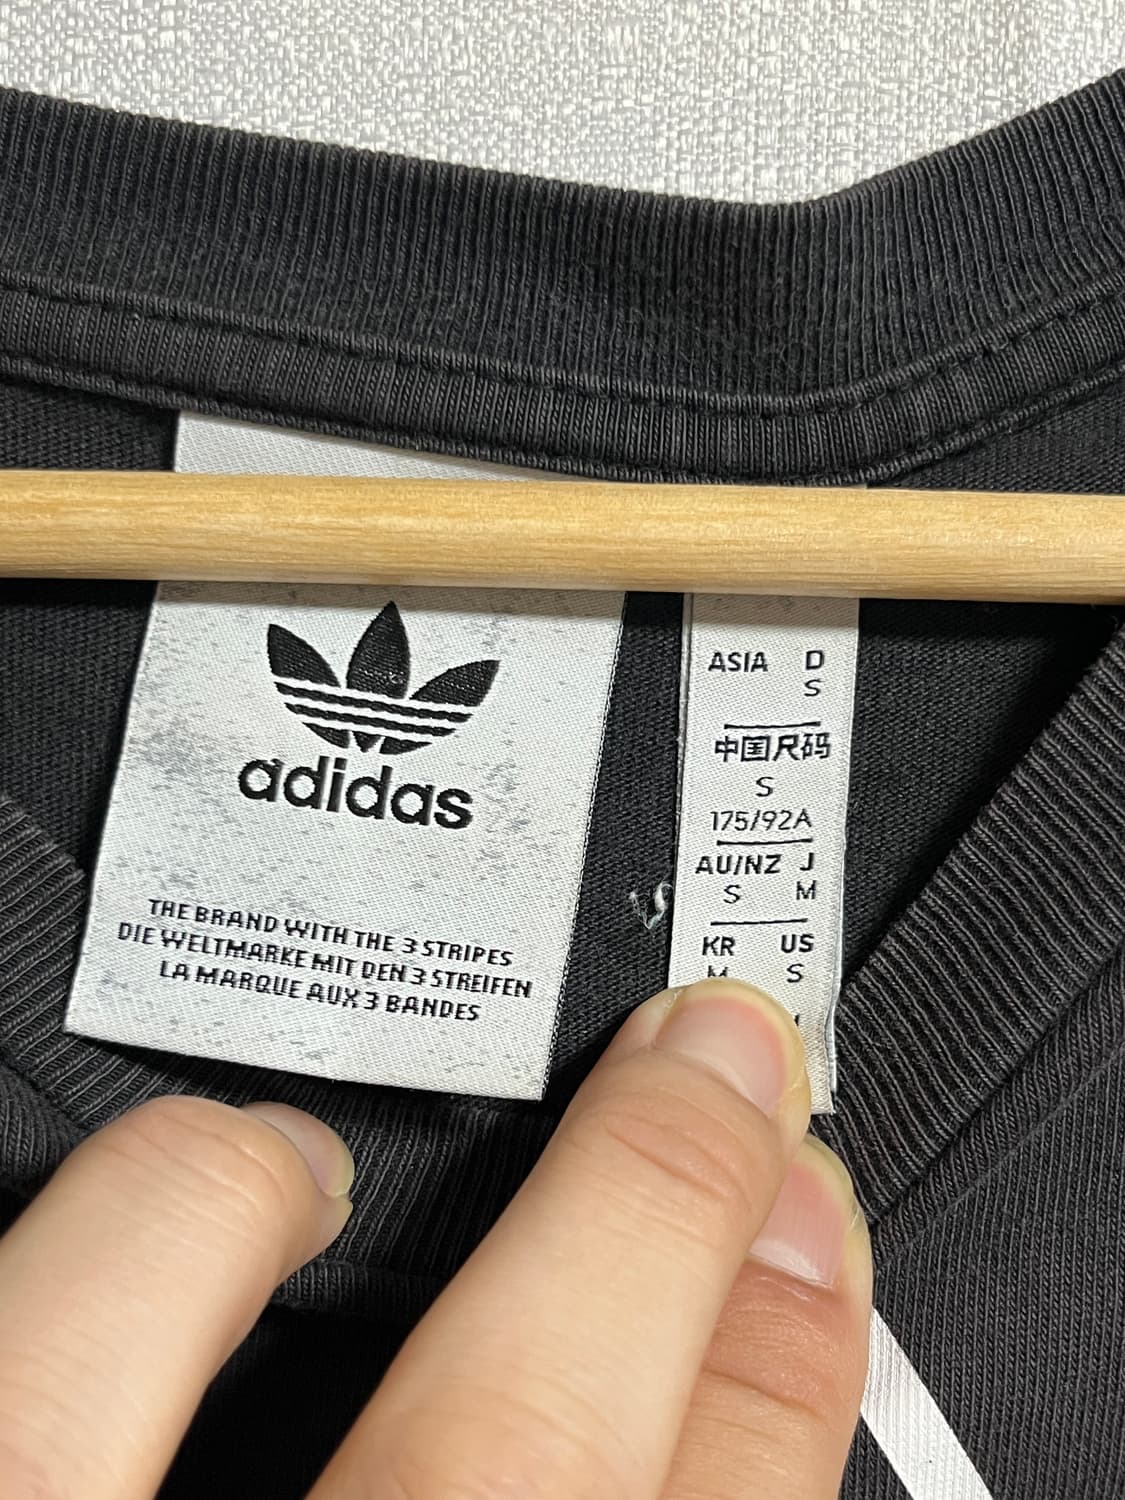 adidas
THE BRAND WITH THE 3 STRIPES
DIE WELTMARKE MIT DEN 3 STREIFEN
LA MARQUE AUX 3 BANDES
ASIA D
S
中国尺码
S
175/92A
AU/NZ J
S M
KR US
M S